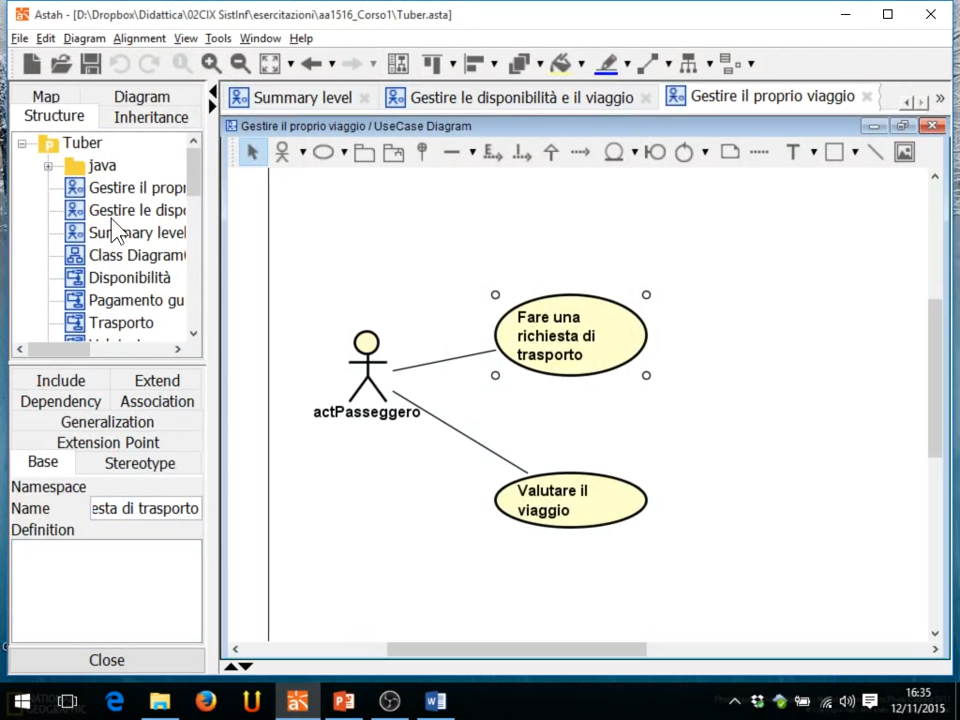 Astah - [D:\Dropbox\Didattica\02CIX SistInf\esercitazioni\aa1516_Corso1\Tuber.asta]
File Edit Diagram Alignment View Tools Window Help
Map Diagram
Structure Inheritance
Summary level Gestire le disponibilità e il viaggio Gestire il proprio viaggio
Gestire il proprio viaggio / UseCase Diagram
Tuber
java
Gestire il propr
Gestire le dispo
Summary level
Class Diagram
Disponibilità
Pagamento gu
Trasporto
Include Extend
Dependency Association
Generalization
Extension Point
Base Stereotype
Namespace
Name esta di trasporto
Definition
Close
Fare una
richiesta di
trasporto
actPasseggero
Valutare il
viaggio
16:35
12/11/2015